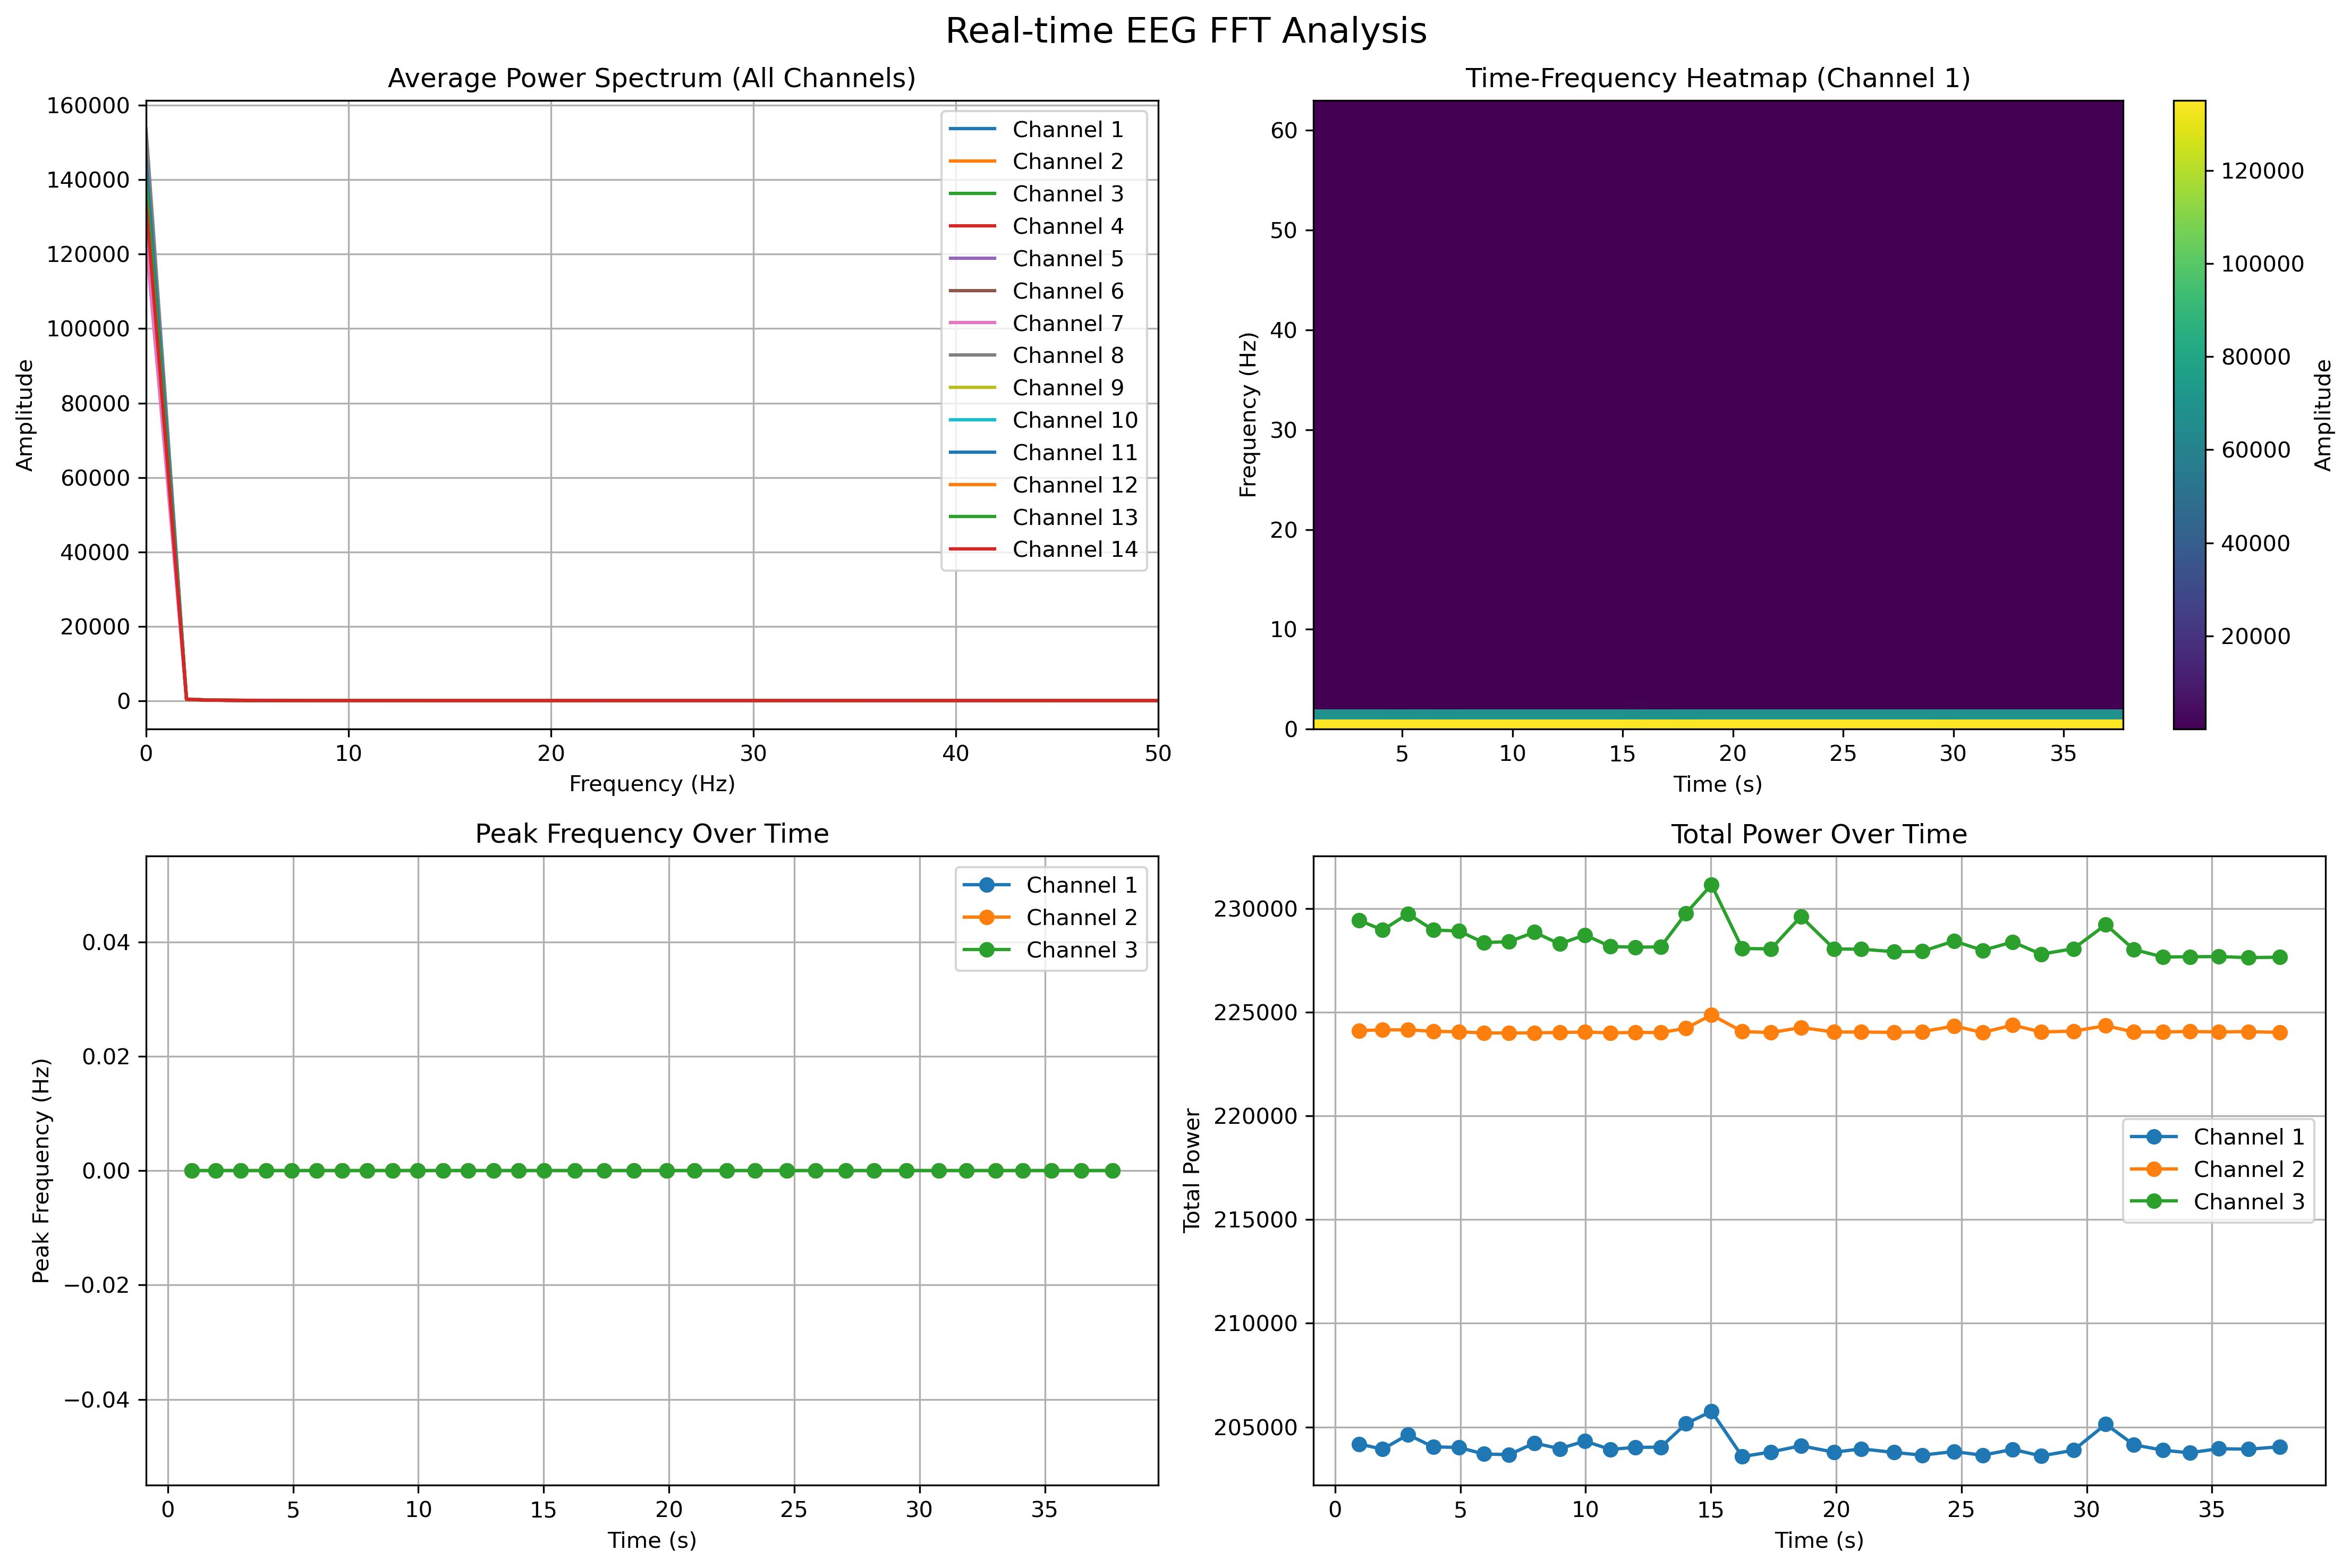 Real-time EEG FFT Analysis
Average Power Spectrum (All Channels)
160000
140000
120000
100000
80000
60000
40000
20000
0
Amplitude
0 10 20 30 40 50
Frequency (Hz)
Channel 1
Channel 2
Channel 3
Channel 4
Channel 5
Channel 6
Channel 7
Channel 8
Channel 9
Channel 10
Channel 11
Channel 12
Channel 13
Channel 14
Time-Frequency Heatmap (Channel 1)
60
50
40
30
20
10
0
Frequency (Hz)
5 10 15 20 25 30 35
Time (s)
120000
100000
80000
60000
40000
20000
Amplitude
Peak Frequency Over Time
0.04
0.02
0.00
−0.02
−0.04
Peak Frequency (Hz)
0 5 10 15 20 25 30 35
Time (s)
Channel 1
Channel 2
Channel 3
Total Power Over Time
230000
225000
220000
215000
210000
205000
Total Power
0 5 10 15 20 25 30 35
Time (s)
Channel 1
Channel 2
Channel 3